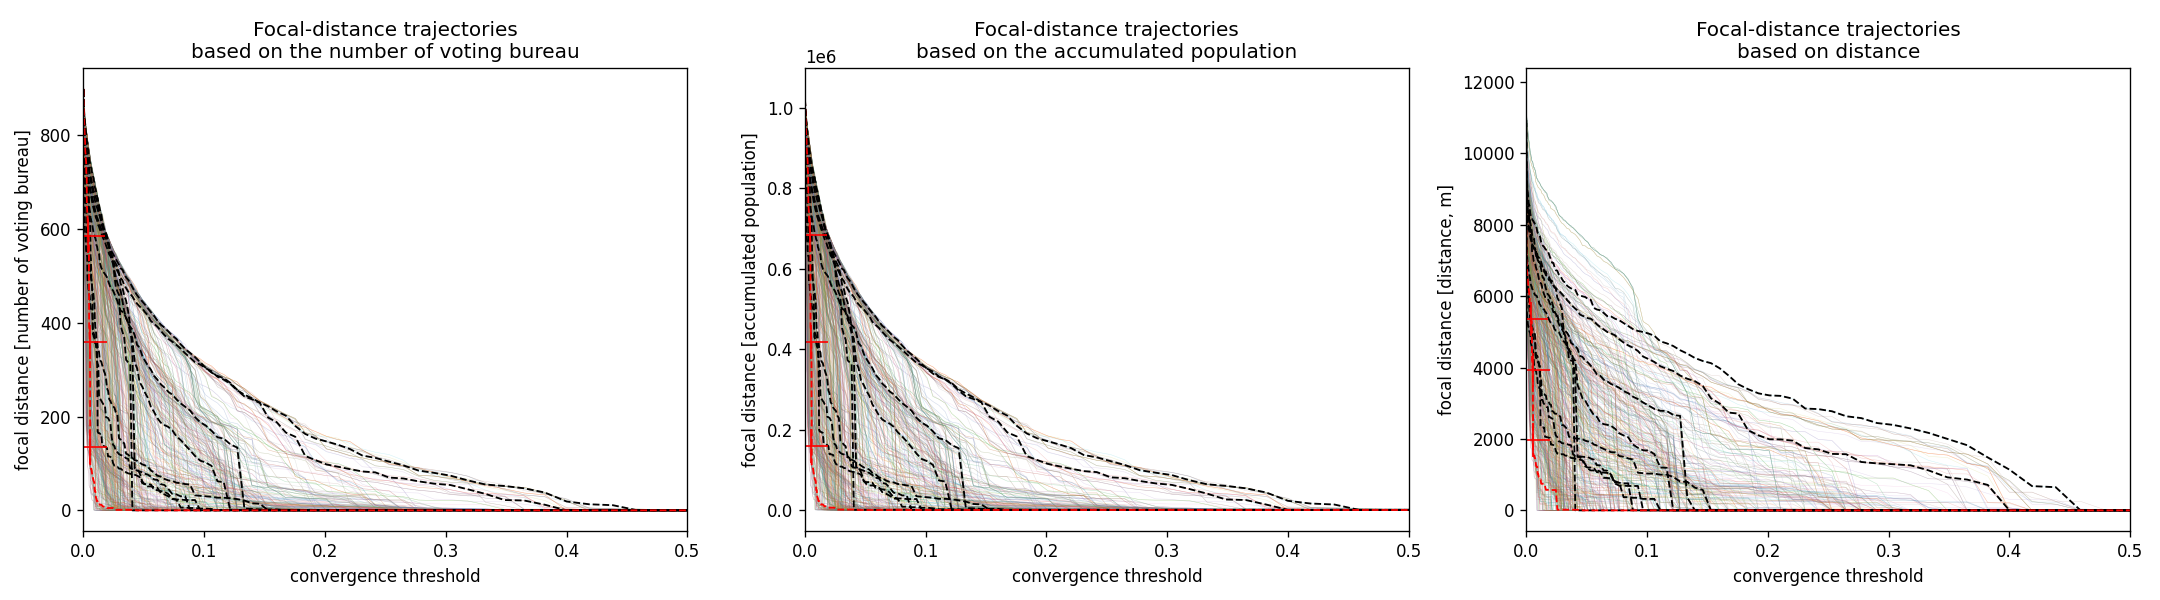 Focal-distance trajectories
based on the number of voting bureau
focal distance [number of voting bureau]
800
600
400
200
0
0.0 0.1 0.2 0.3 0.4 0.5
convergence threshold
Focal-distance trajectories
based on the accumulated population
1e6
focal distance [accumulated population]
1.0
0.8
0.6
0.4
0.2
0.0
0.0 0.1 0.2 0.3 0.4 0.5
convergence threshold
Focal-distance trajectories
based on distance
focal distance [distance, m]
12000
10000
8000
6000
4000
2000
0
0.0 0.1 0.2 0.3 0.4 0.5
convergence threshold